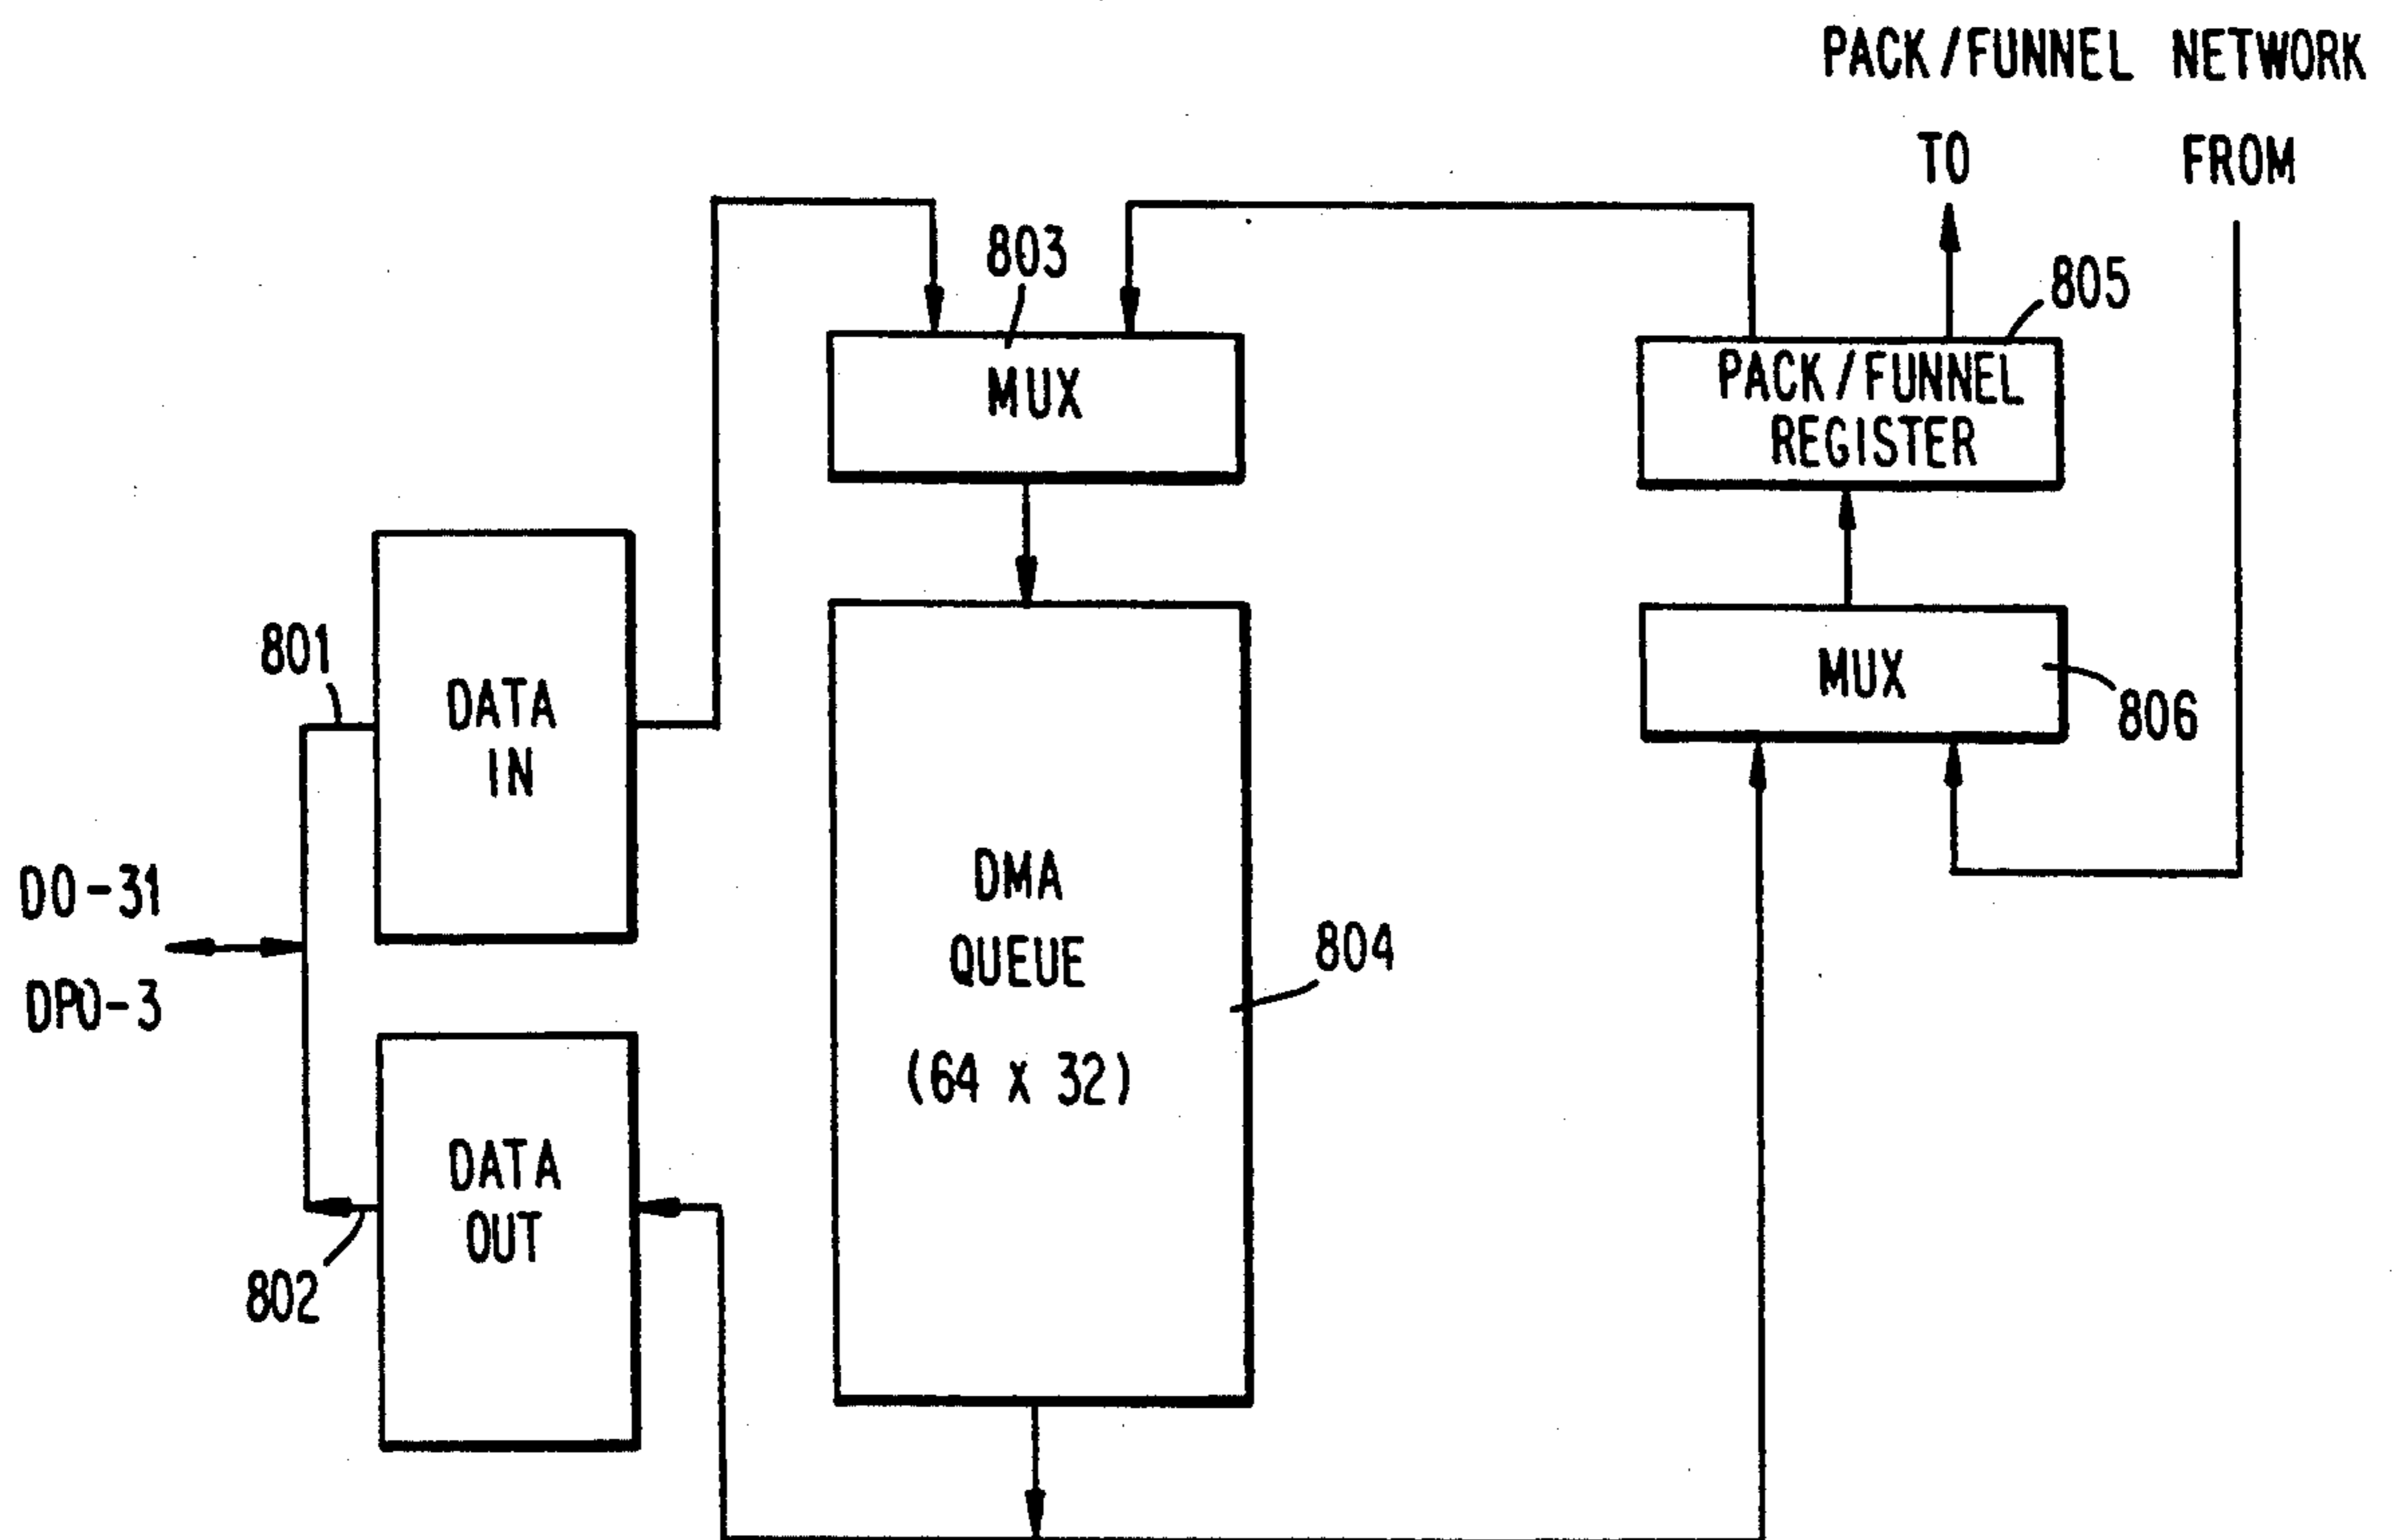 PACK/FUNNEL NETWORK
TO
FROM
803
805
MUX
PACK/FUNNEL
REGISTER
801
DATA
IN
MUX
806
D0-31
DP0-3
DMA
QUEUE
(64 x 32)
804
DATA
OUT
802